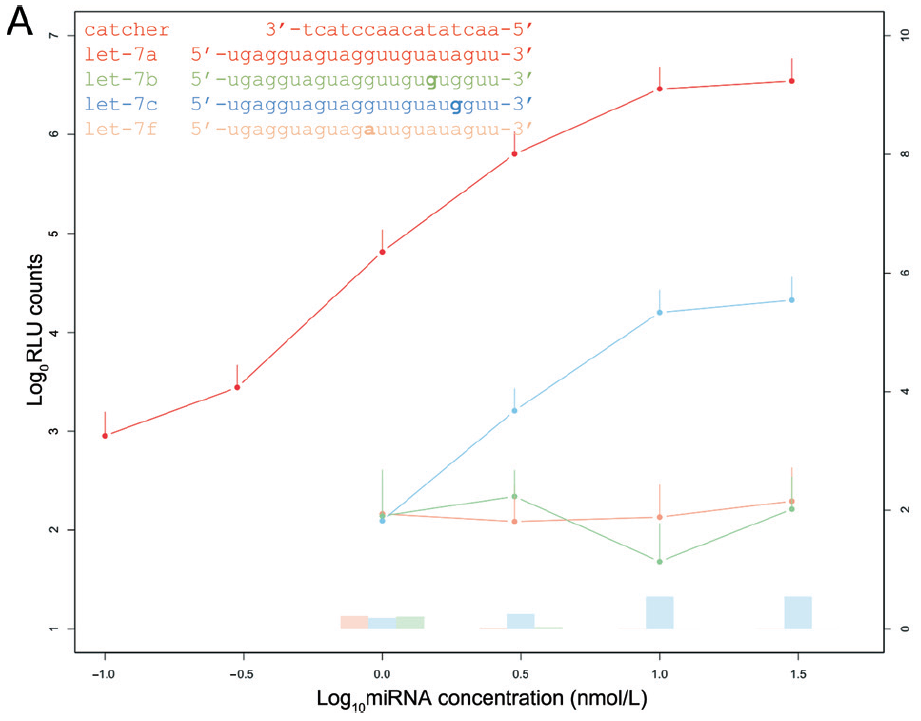 A
catcher 3′-tcatccaacatatcaa-5′
let-7a 5′-ugagguaguagguuguauaguu-3′
let-7b 5′-ugagguaguagguuguguggUu-3′
let-7c 5′-ugagguaguagguuguaugguu-3′
let-7f 5′-ugagguaguagauuguauaguu-3′
7
6
5
4
3
2
1
Log0RLU counts
10
8
6
4
2
0
−1.0 −0.5 0.0 0.5 1.0 1.5
Log10miRNA concentration (nmol/L)